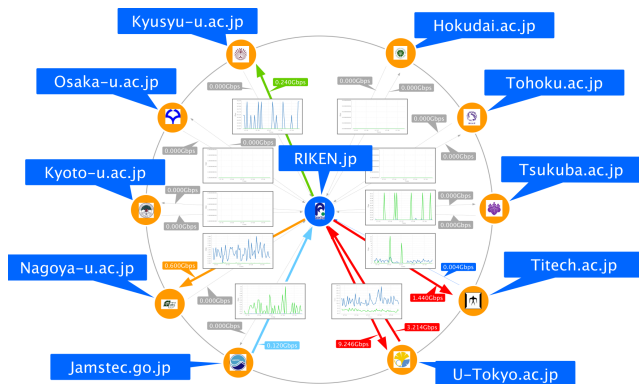 Kyusyu-u.ac.jp
Hokudai.ac.jp
0.240Gbps
0.000Gbps
0.000Gbps
Osaka-u.ac.jp
Tohoku.ac.jp
0.000Gbps
0.000Gbps
0.000Gbps
0.000Gbps
RIKEN.jp
Kyoto-u.ac.jp
Tsukuba.ac.jp
0.000Gbps
0.000Gbps
0.000Gbps
0.000Gbps
Nagoya-u.ac.jp
Titech.ac.jp
0.600Gbps
0.004Gbps
0.000Gbps
1.440Gbps
0.000Gbps
3.214Gbps
0.120Gbps
9.246Gbps
Jamstec.go.jp
U-Tokyo.ac.jp